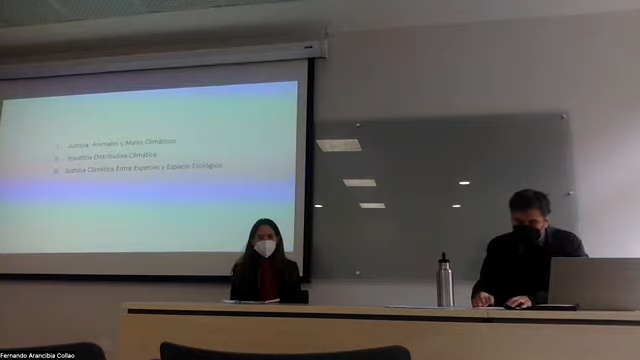 I. Justicia, Animales y Males Climáticos
II. Injusticia Distributiva Climática
III. Justicia Climática Entre Especies y Espacio Ecológico
Fernando Arancibia Collao